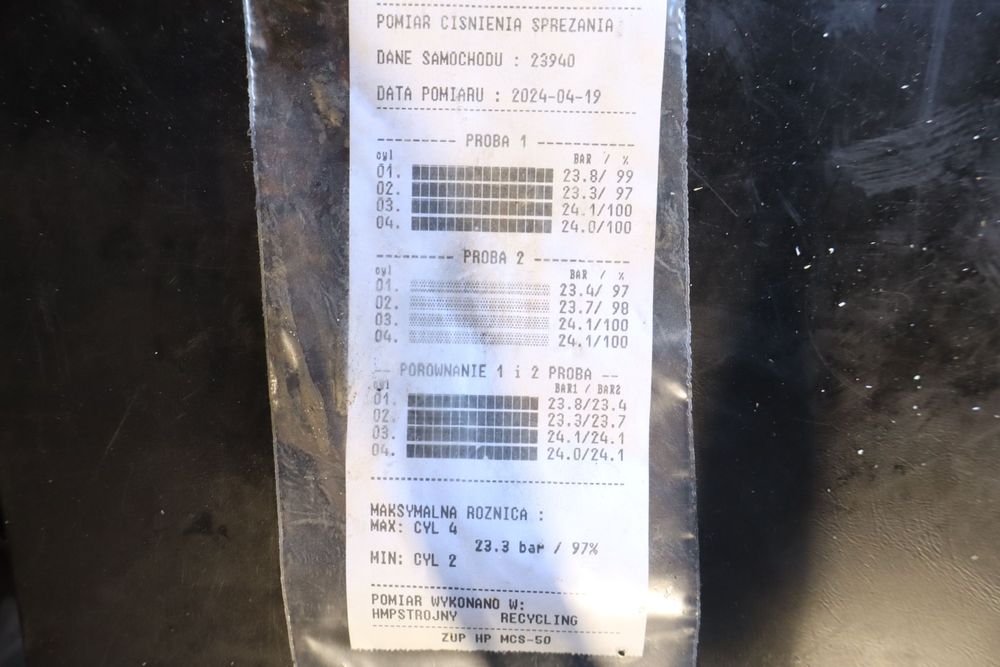 POMIAR CISNIENIA SPREZANIA
DANE SAMOCHODU : 23940
DATA POMIARU : 2024-04-19
PROBA 1
cyl BAR / %
01. 23.8/ 99
02. 23.3/ 97
03. 24.1/100
04. 24.0/100
PROBA 2
cyl BAR / %
01. 23.4/ 97
02. 23.7/ 98
03. 24.1/100
04. 24.1/100
-- POROWNANIE 1 i 2 PROBA --
cyl BAR1 / BAR2
01. 23.8/23.4
02. 23.3/23.7
03. 24.1/24.1
04. 24.0/24.1
MAKSYMALNA ROZNICA :
MAX: CYL 4
23.3 bar / 97%
MIN: CYL 2
POMIAR WYKONANO W:
HMPSTROJNY RECYCLING
ZUP HP MCS-50